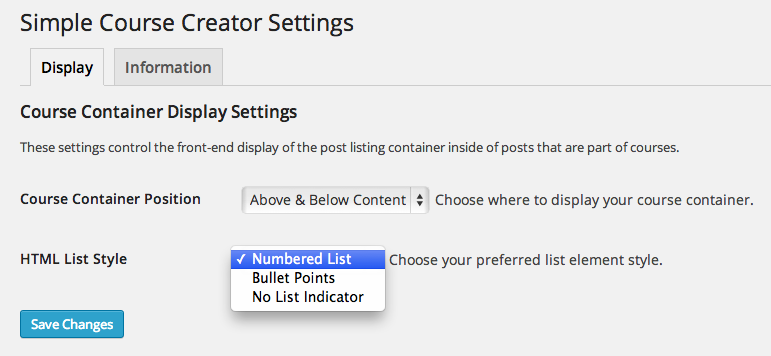 Simple Course Creator Settings
Display Information
Course Container Display Settings
These settings control the front-end display of the post listing container inside of posts that are part of courses.
Course Container Position Above & Below Content Choose where to display your course container.
HTML List Style ✓ Numbered List Choose your preferred list element style.
Bullet Points
No List Indicator
Save Changes